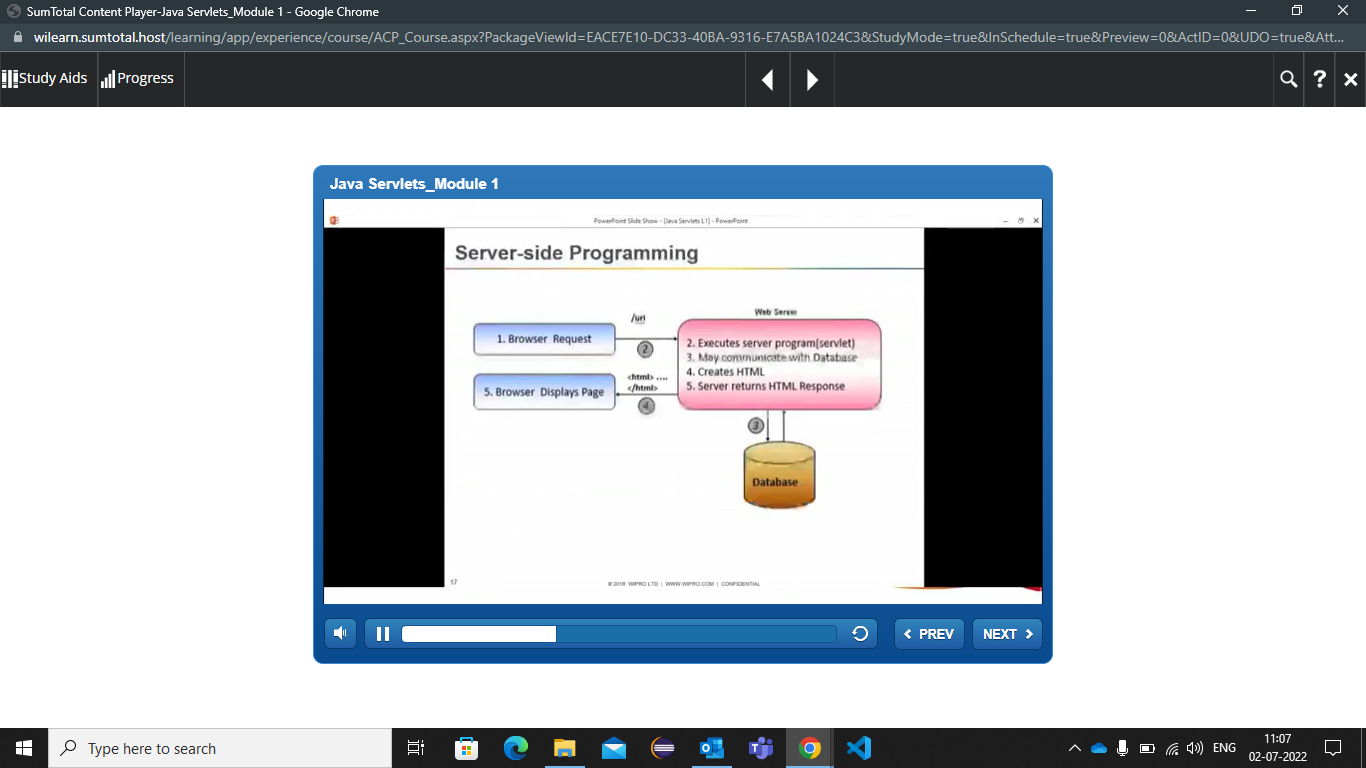 SumTotal Content Player-Java Servlets_Module 1 - Google Chrome
wilearn.sumtotal.host/learning/app/experience/course/ACP_Course.aspx?PackageViewId=EACE7E10-DC33-40BA-9316-E7A5BA1024C3&StudyMode=true&InSchedule=true&Preview=0&ActID=0&UDO=true&Att...
Study Aids
Progress
?
Java Servlets_Module 1
PowerPoint Slide Show - [Java Servlets L1] - PowerPoint
Server-side Programming
Web Server
/url
1. Browser Request
2
2. Executes server program(servlet)
3. May communicate with Database
4. Creates HTML
5. Server returns HTML Response
<html> ....
</html>
5. Browser Displays Page
4
3
Database
17
© 2016 WIPRO LTD | WWW.WIPRO.COM | CONFIDENTIAL
PREV
NEXT
Type here to search
ENG
11:07
02-07-2022